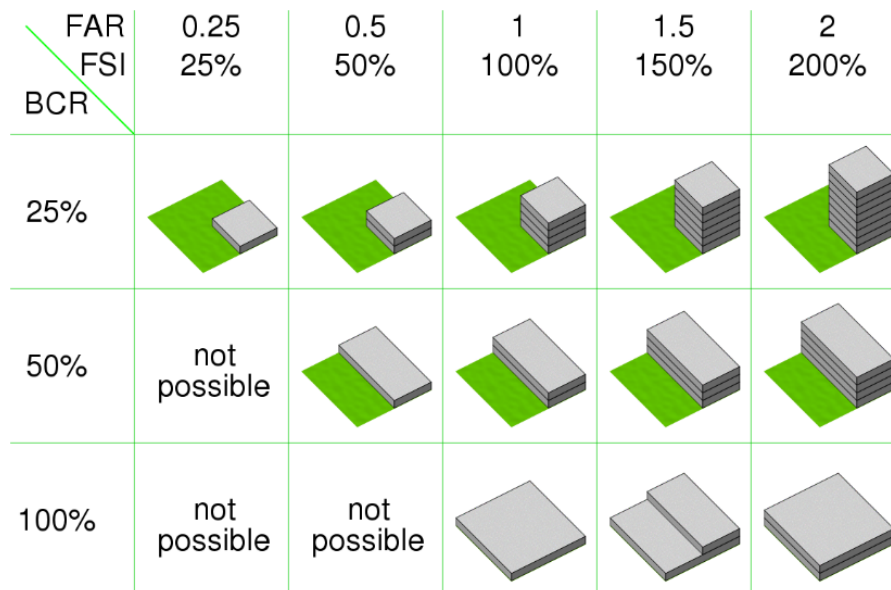 FAR 0.25 0.5 1 1.5 2
FSI 25% 50% 100% 150% 200%
BCR
25%
50% not possible
100% not possible not possible